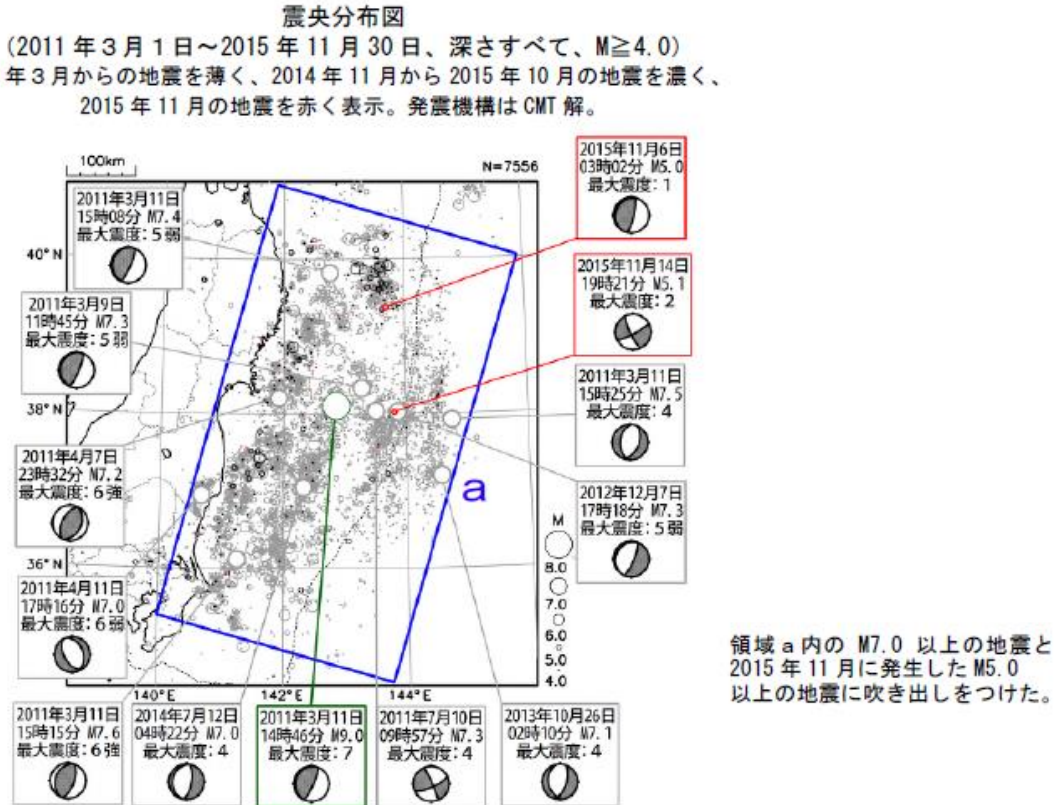 震央分布図
(2011年3月1日～2015年11月30日、深さすべて、M≧4.0)
年3月からの地震を薄く、2014年11月から2015年10月の地震を濃く、
2015年11月の地震を赤く表示。発震機構はCMT解。
100km
N=7556
2015年11月6日
03時02分 M5.0
最大震度:1
2011年3月11日
15時08分 M7.4
最大震度:5弱
40°N
2015年11月14日
19時21分 M5.1
最大震度:2
2011年3月9日
11時45分 M7.3
最大震度:5弱
2011年3月11日
15時25分 M7.5
最大震度:4
38°N
2011年4月7日
23時32分 M7.2
最大震度:6強
a
2012年12月7日
17時18分 M7.3
最大震度:5弱
M
8.0
7.0
6.0
5.0
4.0
36°N
2011年4月11日
17時16分 M7.0
最大震度:6弱
領域a内の M7.0 以上の地震と
2015年11月に発生したM5.0
以上の地震に吹き出しをつけた。
140°E
142°E
144°E
2011年3月11日
15時15分 M7.6
最大震度:6強
2014年7月12日
04時22分 M7.0
最大震度:4
2011年3月11日
14時46分 M9.0
最大震度:7
2011年7月10日
09時57分 M7.3
最大震度:4
2013年10月26日
02時10分 M7.1
最大震度:4